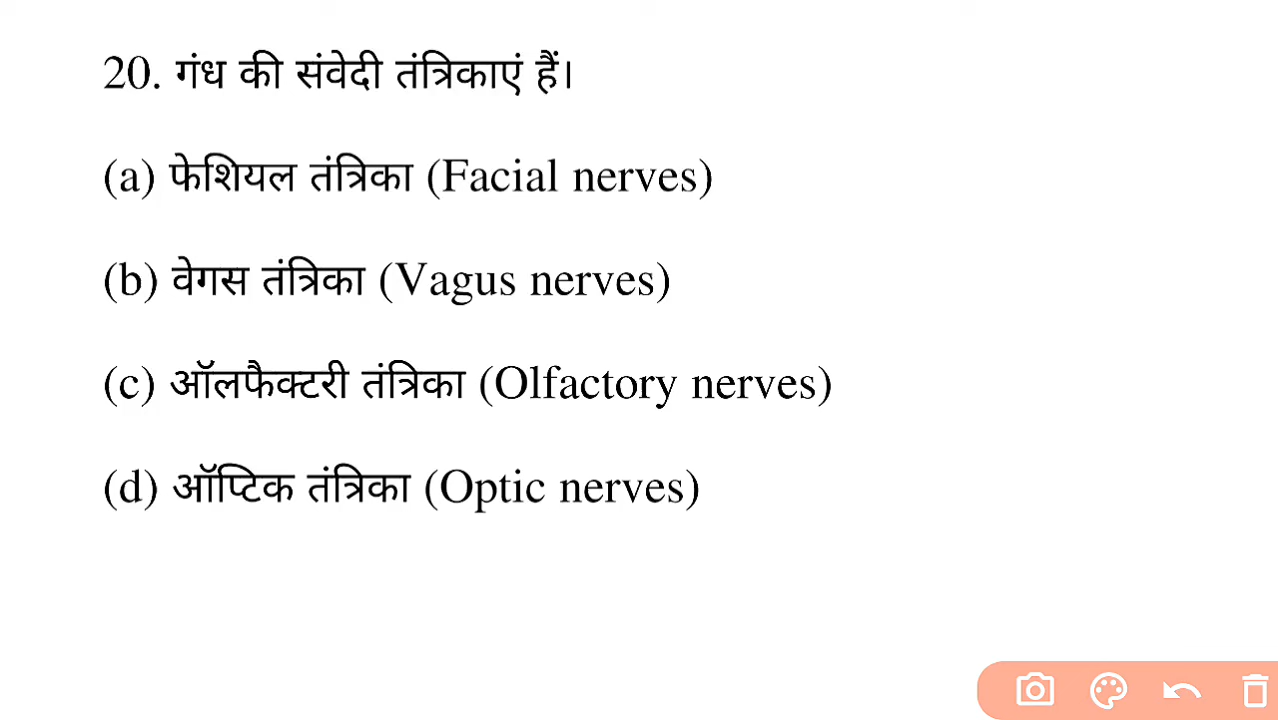 20. गंध की संवेदी तंत्रिकाएं हैं।
(a) फेशियल तंत्रिका (Facial nerves)
(b) वेगस तंत्रिका (Vagus nerves)
(c) ऑलफैक्टरी तंत्रिका (Olfactory nerves)
(d) ऑप्टिक तंत्रिका (Optic nerves)